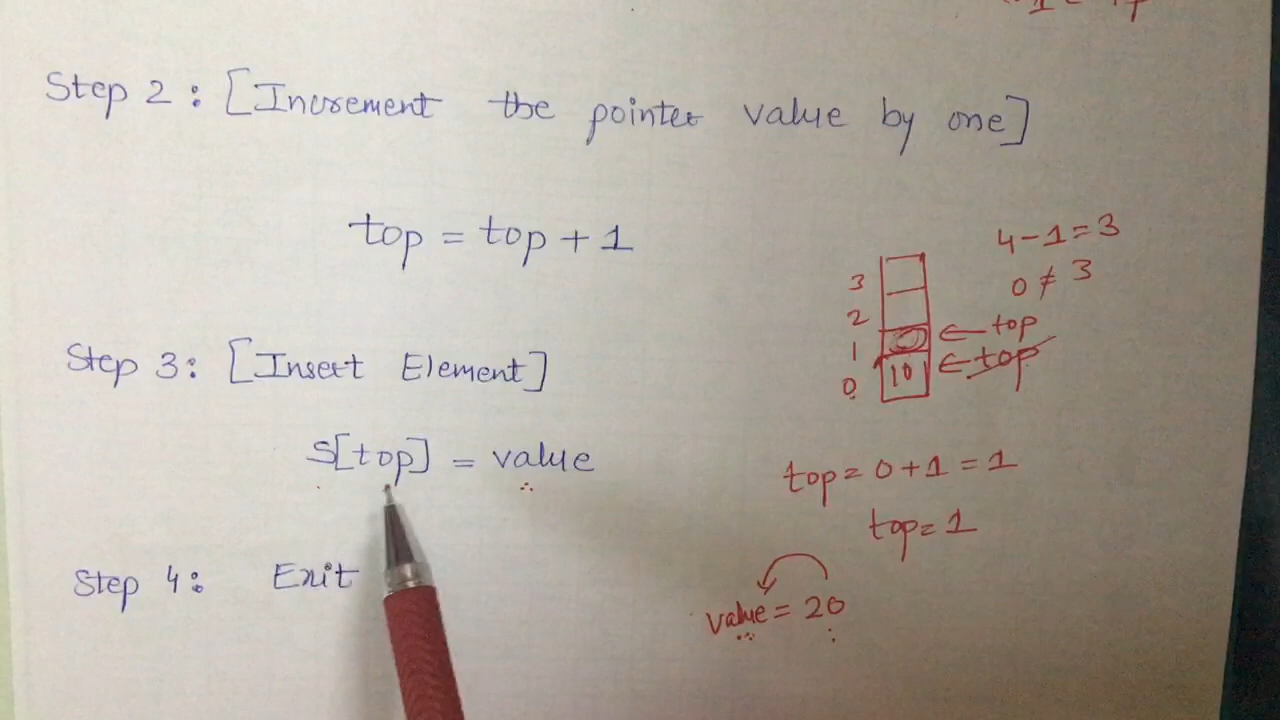 Step 2: [Increment the pointer value by one]
top = top + 1
4-1=3
0 ≠ 3
3
2
1
0
10
←top
←top
Step 3: [Insert Element]
S[top] = value
top= 0+1 = 1
top= 1
Step 4: Exit
value = 20